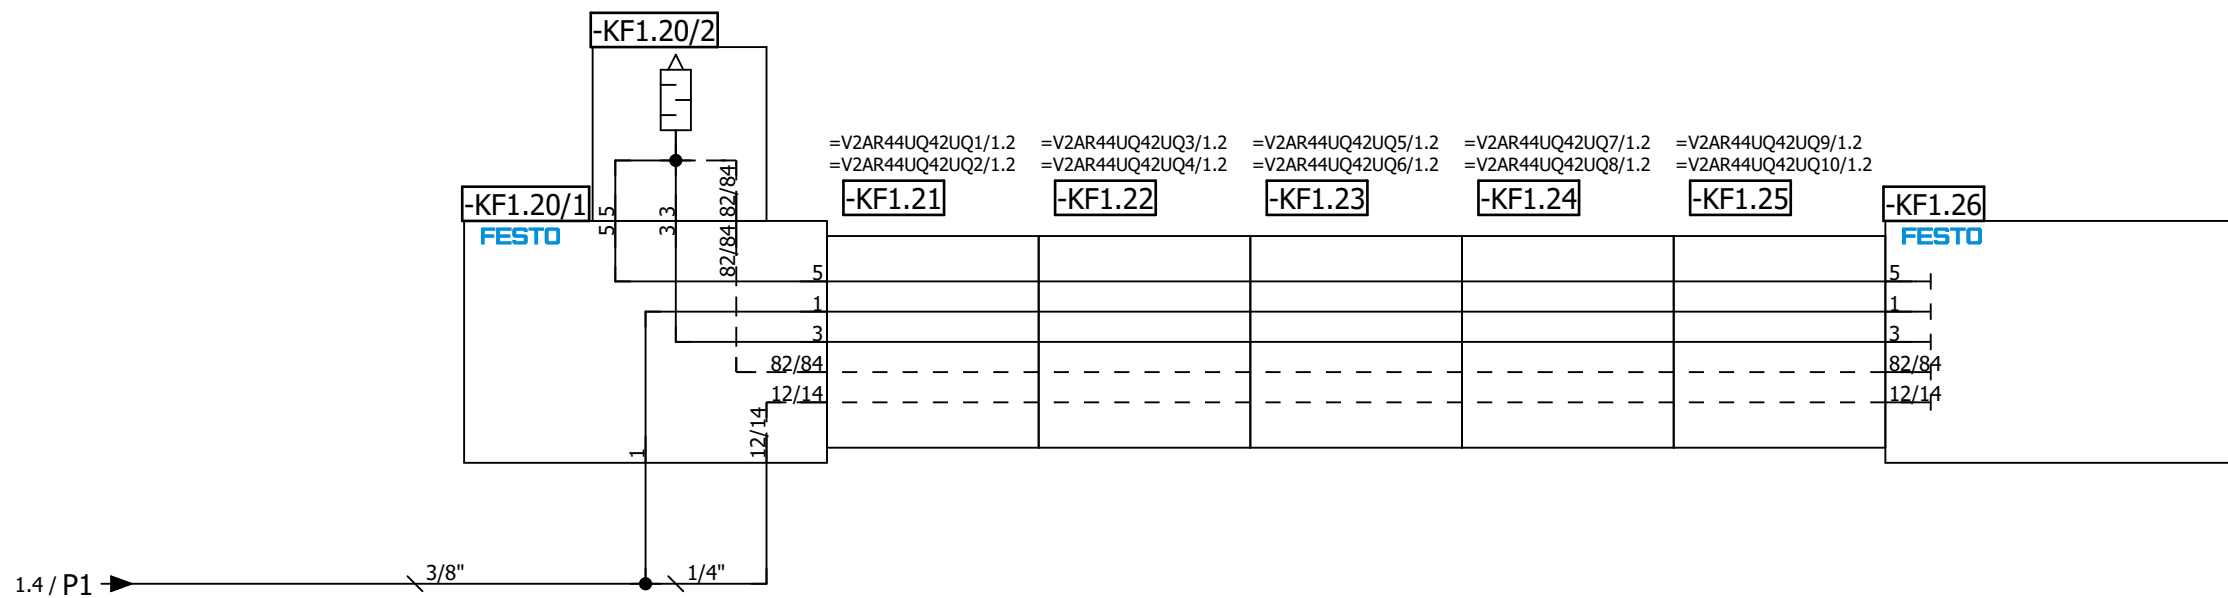 -KF1.20/2
=V2AR44UQ42UQ1/1.2 =V2AR44UQ42UQ3/1.2 =V2AR44UQ42UQ5/1.2 =V2AR44UQ42UQ7/1.2 =V2AR44UQ42UQ9/1.2
=V2AR44UQ42UQ2/1.2 =V2AR44UQ42UQ4/1.2 =V2AR44UQ42UQ6/1.2 =V2AR44UQ42UQ8/1.2 =V2AR44UQ42UQ10/1.2
-KF1.20/1 -KF1.21 -KF1.22 -KF1.23 -KF1.24 -KF1.25 -KF1.26
FESTO FESTO
5 3 82/84
5 3 82/84
5 5
1 1
3 3
82/84 82/84
12/14 12/14
1 12/14
1.4 / P1 3/8" 1/4"